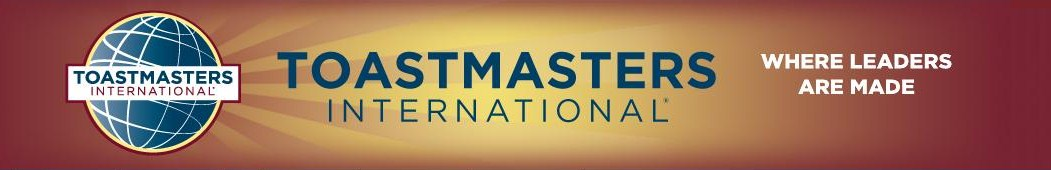 TOASTMASTERS
INTERNATIONAL
TOASTMASTERS
INTERNATIONAL®
WHERE LEADERS
ARE MADE